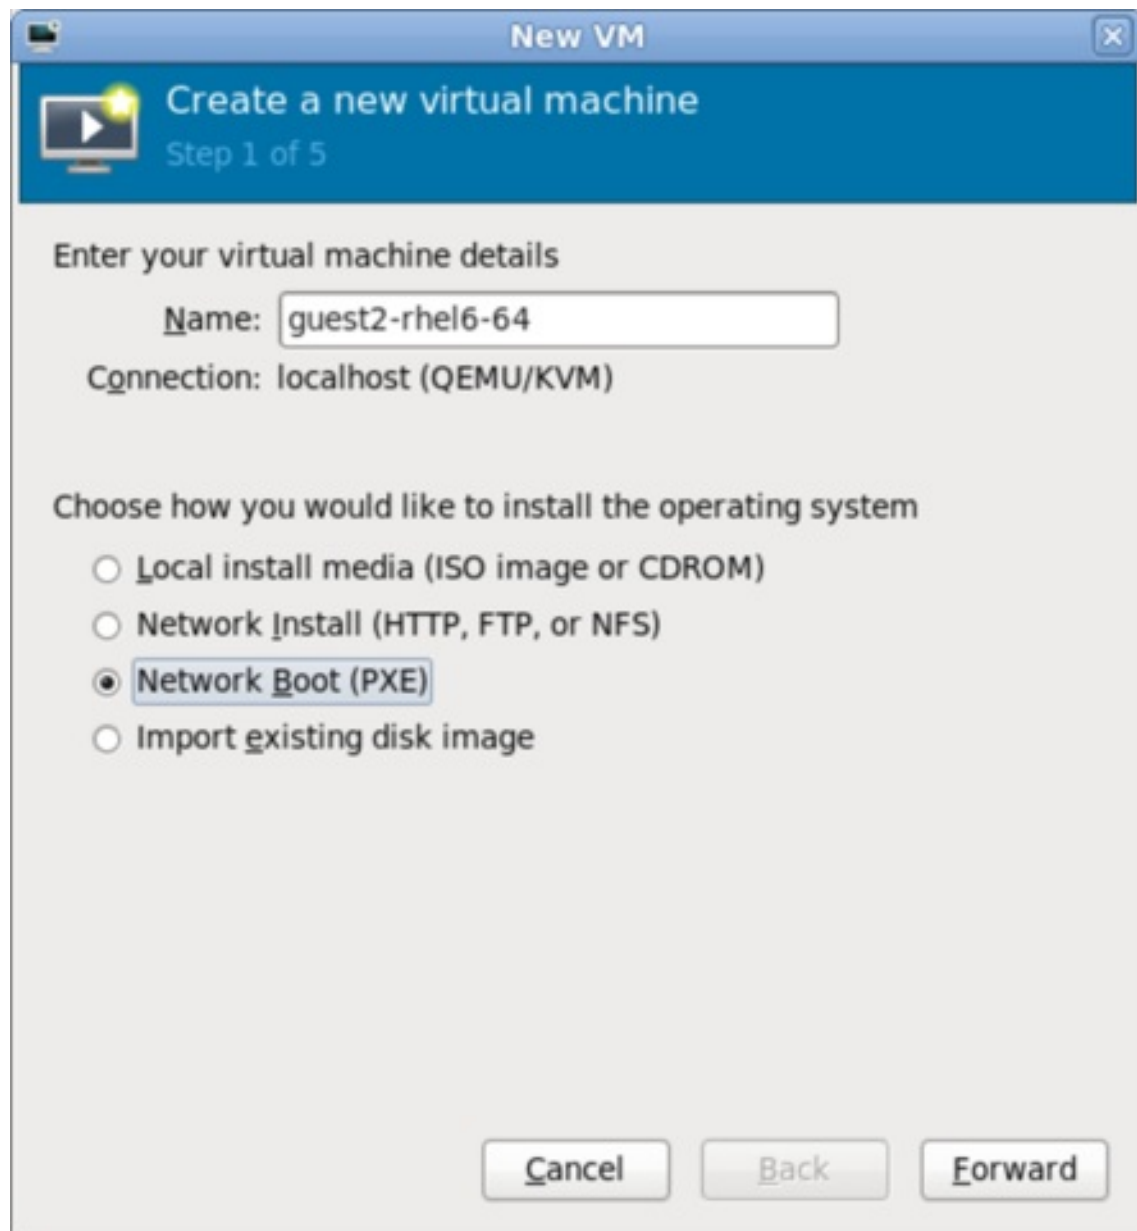 New VM
Create a new virtual machine
Step 1 of 5
Enter your virtual machine details
Name: guest2-rhel6-64
Connection: localhost (QEMU/KVM)
Choose how you would like to install the operating system
Local install media (ISO image or CDROM)
Network Install (HTTP, FTP, or NFS)
Network Boot (PXE)
Import existing disk image
Cancel Back Forward